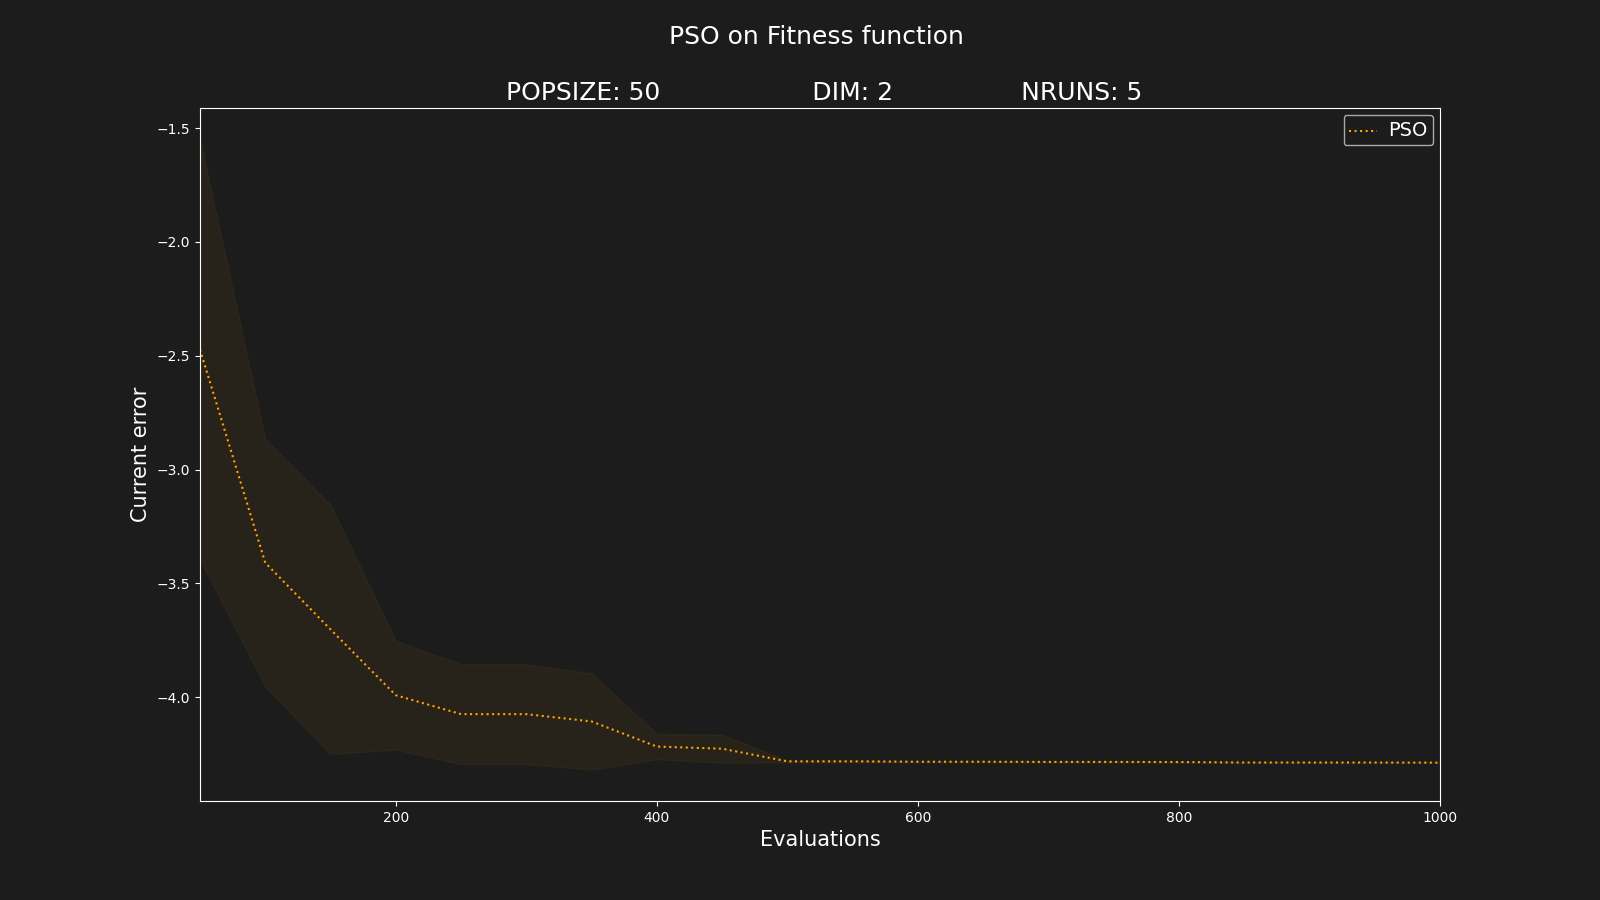 PSO on Fitness function
POPSIZE: 50 DIM: 2 NRUNS: 5
PSO
−1.5
−2.0
−2.5
−3.0
−3.5
−4.0
Current error
200 400 600 800 1000
Evaluations